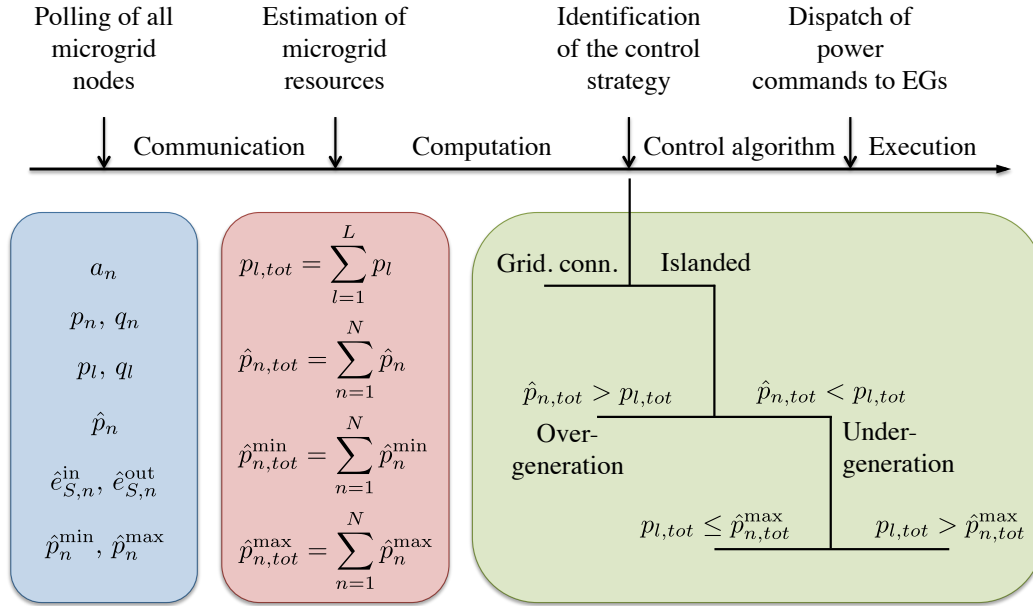 Polling of all
microgrid
nodes
Estimation of
microgrid
resources
Identification
of the control
strategy
Dispatch of
power
commands to EGs
Communication
Computation
Control algorithm
Execution
a_n
p_n, q_n
p_l, q_l
p̂_n
ê_{S,n}^{in}, ê_{S,n}^{out}
p̂_n^{min}, p̂_n^{max}
p_{l,tot} = \sum_{l=1}^{L} p_l
p̂_{n,tot} = \sum_{n=1}^{N} p̂_n
p̂_{n,tot}^{min} = \sum_{n=1}^{N} p̂_n^{min}
p̂_{n,tot}^{max} = \sum_{n=1}^{N} p̂_n^{max}
Grid. conn.
Islanded
p̂_{n,tot} > p_{l,tot}
p̂_{n,tot} < p_{l,tot}
Over-
generation
Under-
generation
p_{l,tot} ≤ p̂_{n,tot}^{max}
p_{l,tot} > p̂_{n,tot}^{max}